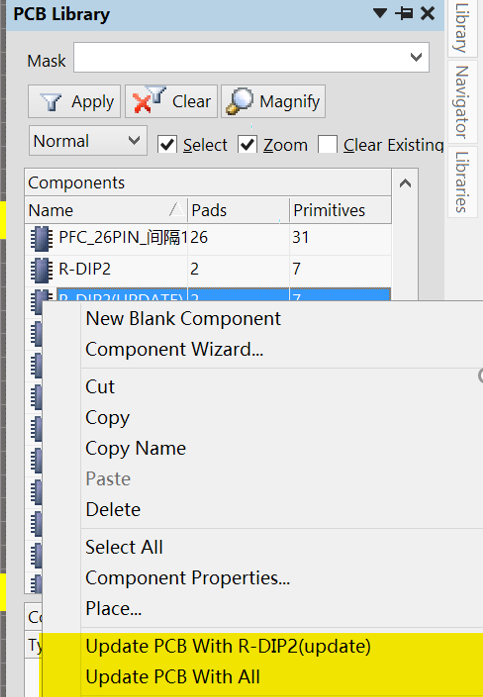 PCB Library
Library
Navigator
Libraries
Mask
Apply Clear Magnify
Normal Select Zoom Clear Existing
Components
Name Pads Primitives
PFC_26PIN_间隔1 26 31
R-DIP2 2 7
R-DIP2(UPDATE) 2 7
New Blank Component
Component Wizard...
Cut
Copy
Copy Name
Paste
Delete
Select All
Component Properties...
Place...
Co
Ty
Update PCB With R-DIP2(update)
Update PCB With All